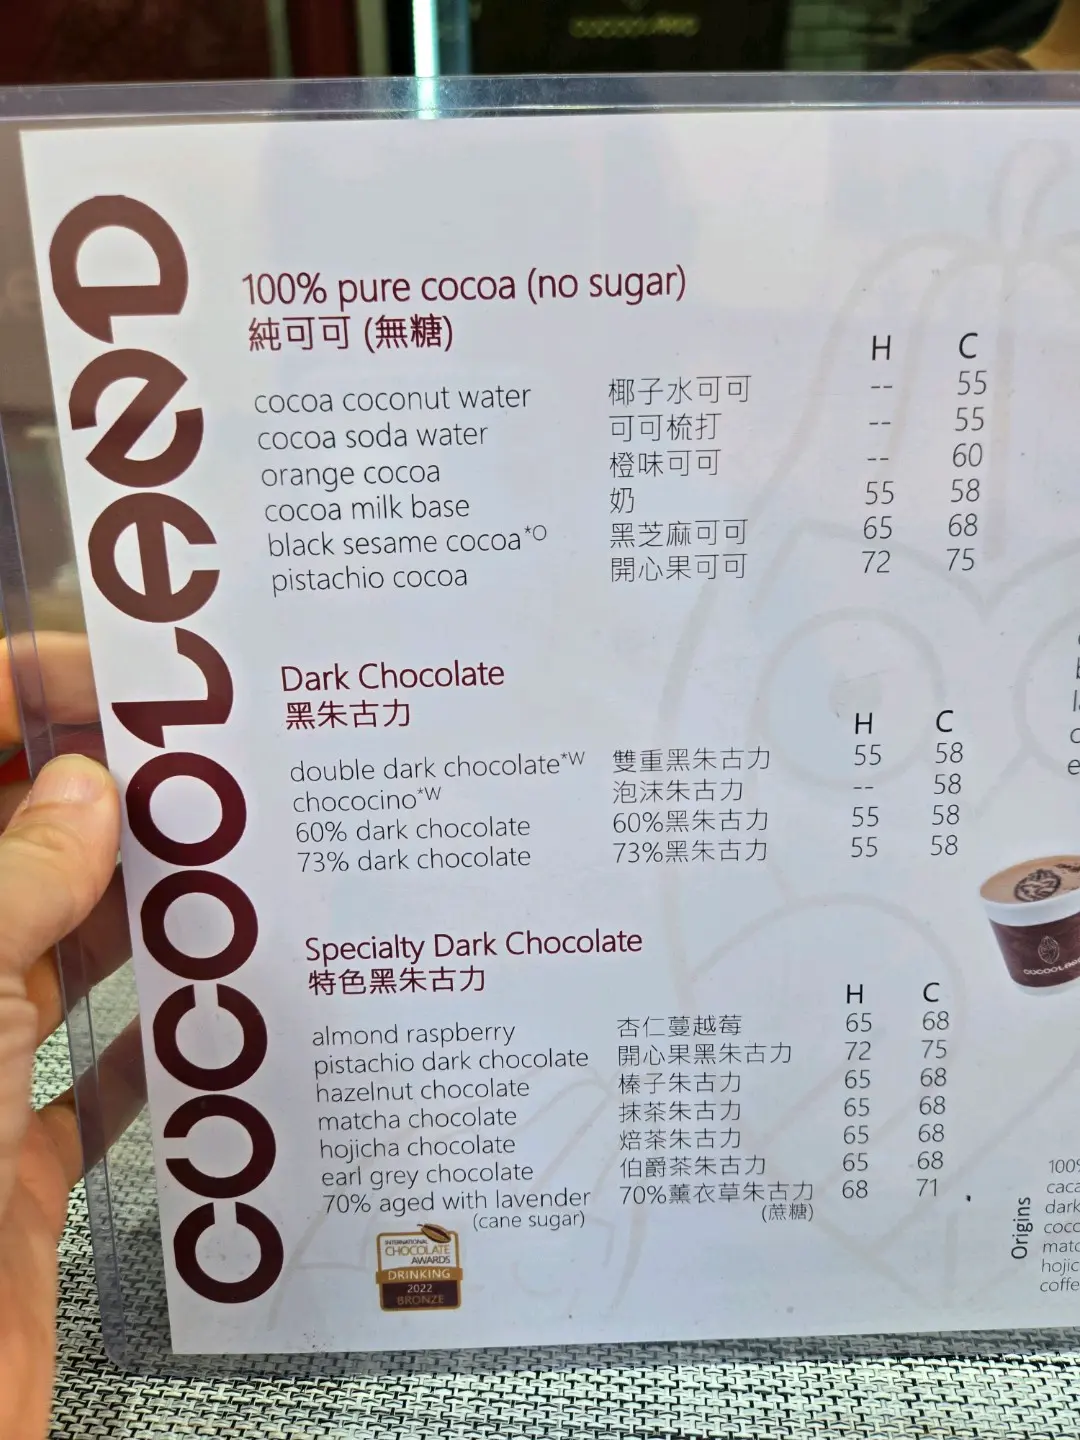 COCOLABD
100% pure cocoa (no sugar)
純可可 (無糖)
H C
cocoa coconut water 椰子水可可 -- 55
cocoa soda water 可可梳打 -- 55
orange cocoa 橙味可可 -- 60
cocoa milk base 奶 55 58
black sesame cocoa*O 黑芝麻可可 65 68
pistachio cocoa 開心果可可 72 75
Dark Chocolate
黑朱古力
H C
double dark chocolate*W 雙重黑朱古力 55 58
chococino*W 泡沫朱古力 -- 58
60% dark chocolate 60%黑朱古力 55 58
73% dark chocolate 73%黑朱古力 55 58
Specialty Dark Chocolate
特色黑朱古力
H C
almond raspberry 杏仁蔓越莓 65 68
pistachio dark chocolate 開心果黑朱古力 72 75
hazelnut chocolate 榛子朱古力 65 68
matcha chocolate 抹茶朱古力 65 68
hojicha chocolate 焙茶朱古力 65 68
earl grey chocolate 伯爵茶朱古力 65 68
70% aged with lavender 70%薰衣草朱古力 68 71
(cane sugar) (蔗糖)
INTERNATIONAL
CHOCOLATE
AWARDS
DRINKING
2022
BRONZE
Origins
100%
caca
dark
coco
matc
hojic
coffe